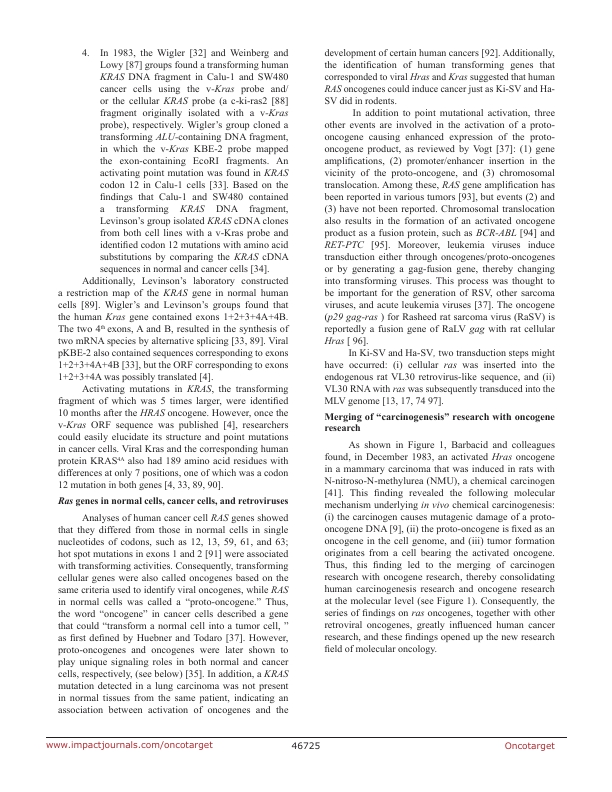 4. In 1983, the Wigler [32] and Weinberg and
Lowy [87] groups found a transforming human
KRAS DNA fragment in Calu-1 and SW480
cancer cells using the v-Kras probe and/
or the cellular KRAS probe (a c-ki-ras2 [88]
fragment originally isolated with a v-Kras
probe), respectively. Wigler’s group cloned a
transforming ALU-containing DNA fragment,
in which the v-Kras KBE-2 probe mapped
the exon-containing EcoRI fragments. An
activating point mutation was found in KRAS
codon 12 in Calu-1 cells [33]. Based on the
findings that Calu-1 and SW480 contained
a transforming KRAS DNA fragment,
Levinson’s group isolated KRAS cDNA clones
from both cell lines with a v-Kras probe and
identified codon 12 mutations with amino acid
substitutions by comparing the KRAS cDNA
sequences in normal and cancer cells [34].
Additionally, Levinson’s laboratory constructed
a restriction map of the KRAS gene in normal human
cells [89]. Wigler’s and Levinson’s groups found that
the human Kras gene contained exons 1+2+3+4A+4B.
The two 4th exons, A and B, resulted in the synthesis of
two mRNA species by alternative splicing [33, 89]. Viral
pKBE-2 also contained sequences corresponding to exons
1+2+3+4A+4B [33], but the ORF corresponding to exons
1+2+3+4A was possibly translated [4].
Activating mutations in KRAS, the transforming
fragment of which was 5 times larger, were identified
10 months after the HRAS oncogene. However, once the
v-Kras ORF sequence was published [4], researchers
could easily elucidate its structure and point mutations
in cancer cells. Viral Kras and the corresponding human
protein KRAS4A also had 189 amino acid residues with
differences at only 7 positions, one of which was a codon
12 mutation in both genes [4, 33, 89, 90].
Ras genes in normal cells, cancer cells, and retroviruses
Analyses of human cancer cell RAS genes showed
that they differed from those in normal cells in single
nucleotides of codons, such as 12, 13, 59, 61, and 63;
hot spot mutations in exons 1 and 2 [91] were associated
with transforming activities. Consequently, transforming
cellular genes were also called oncogenes based on the
same criteria used to identify viral oncogenes, while RAS
in normal cells was called a “proto-oncogene.” Thus,
the word “oncogene” in cancer cells described a gene
that could “transform a normal cell into a tumor cell, ”
as first defined by Huebner and Todaro [37]. However,
proto-oncogenes and oncogenes were later shown to
play unique signaling roles in both normal and cancer
cells, respectively, (see below) [35]. In addition, a KRAS
mutation detected in a lung carcinoma was not present
in normal tissues from the same patient, indicating an
association between activation of oncogenes and the
development of certain human cancers [92]. Additionally,
the identification of human transforming genes that
corresponded to viral Hras and Kras suggested that human
RAS oncogenes could induce cancer just as Ki-SV and Ha-
SV did in rodents.
In addition to point mutational activation, three
other events are involved in the activation of a proto-
oncogene causing enhanced expression of the proto-
oncogene product, as reviewed by Vogt [37]: (1) gene
amplifications, (2) promoter/enhancer insertion in the
vicinity of the proto-oncogene, and (3) chromosomal
translocation. Among these, RAS gene amplification has
been reported in various tumors [93], but events (2) and
(3) have not been reported. Chromosomal translocation
also results in the formation of an activated oncogene
product as a fusion protein, such as BCR-ABL [94] and
RET-PTC [95]. Moreover, leukemia viruses induce
transduction either through oncogenes/proto-oncogenes
or by generating a gag-fusion gene, thereby changing
into transforming viruses. This process was thought to
be important for the generation of RSV, other sarcoma
viruses, and acute leukemia viruses [37]. The oncogene
(p29 gag-ras ) for Rasheed rat sarcoma virus (RaSV) is
reportedly a fusion gene of RaLV gag with rat cellular
Hras [ 96].
In Ki-SV and Ha-SV, two transduction steps might
have occurred: (i) cellular ras was inserted into the
endogenous rat VL30 retrovirus-like sequence, and (ii)
VL30 RNA with ras was subsequently transduced into the
MLV genome [13, 17, 74 97].
Merging of “carcinogenesis” research with oncogene
research
As shown in Figure 1, Barbacid and colleagues
found, in December 1983, an activated Hras oncogene
in a mammary carcinoma that was induced in rats with
N-nitroso-N-methylurea (NMU), a chemical carcinogen
[41]. This finding revealed the following molecular
mechanism underlying in vivo chemical carcinogenesis:
(i) the carcinogen causes mutagenic damage of a proto-
oncogene DNA [9], (ii) the proto-oncogene is fixed as an
oncogene in the cell genome, and (iii) tumor formation
originates from a cell bearing the activated oncogene.
Thus, this finding led to the merging of carcinogen
research with oncogene research, thereby consolidating
human carcinogenesis research and oncogene research
at the molecular level (see Figure 1). Consequently, the
series of findings on ras oncogenes, together with other
retroviral oncogenes, greatly influenced human cancer
research, and these findings opened up the new research
field of molecular oncology.
www.impactjournals.com/oncotarget
46725
Oncotarget